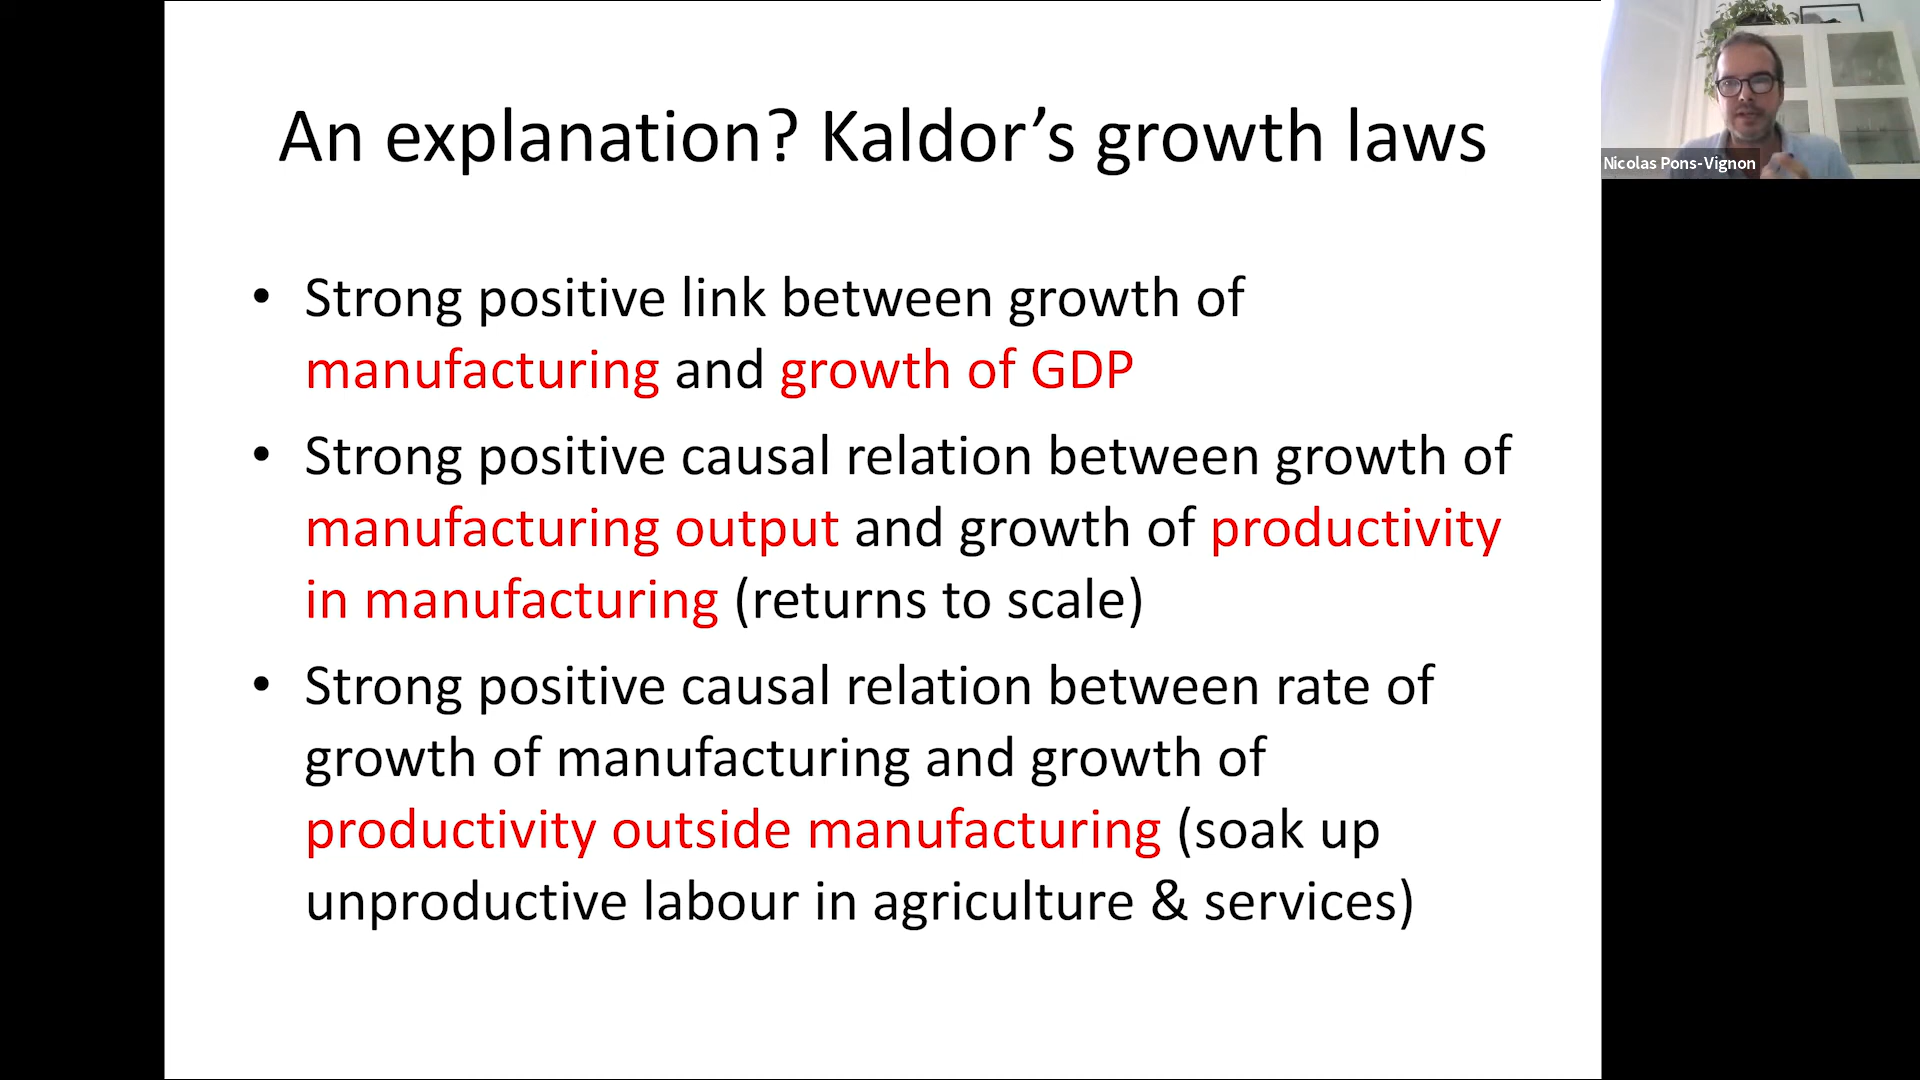 An explanation? Kaldor’s growth laws
• Strong positive link between growth of
manufacturing and growth of GDP
• Strong positive causal relation between growth of
manufacturing output and growth of productivity
in manufacturing (returns to scale)
• Strong positive causal relation between rate of
growth of manufacturing and growth of
productivity outside manufacturing (soak up
unproductive labour in agriculture & services)
Nicolas Pons-Vignon